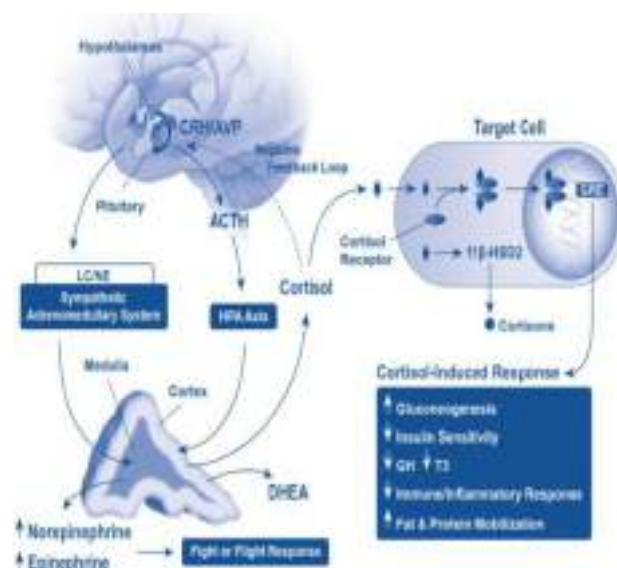 Hypothalamus
CRH/AVP
Negative
Feedback Loop
Pituitary
ACTH
LC/NE
Sympathetic
Adrenomedullary System
HPA Axis
Cortisol
Medulla
Cortex
DHEA
Norepinephrine
Epinephrine
Fight or Flight Response
Target Cell
GRE
Cortisol
Receptor
11β-HSD2
Cortisone
Cortisol-Induced Response
Gluconeogenesis
Insulin Sensitivity
GH T3
Immune/Inflammatory Response
Fat & Protein Mobilization